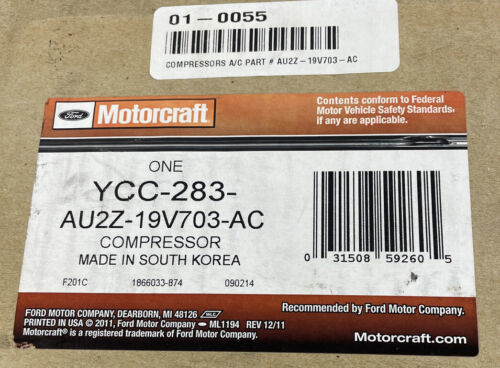 01-0055
COMPRESSORS A/C PART # AU2Z-19V703-AC
Ford
Motorcraft
Contents conform to Federal
Motor Vehicle Safety Standards,
if any are applicable.
ONE
YCC-283-
AU2Z-19V703-AC
COMPRESSOR
MADE IN SOUTH KOREA
F201C 1866033-874 090214
0 31508 59260 5
FORD MOTOR COMPANY, DEARBORN, MI 48126
PRINTED IN USA © 2011, Ford Motor Company • ML1194 REV 12/11
Motorcraft® is a registered trademark of Ford Motor Company.
Recommended by Ford Motor Company.
Motorcraft.com